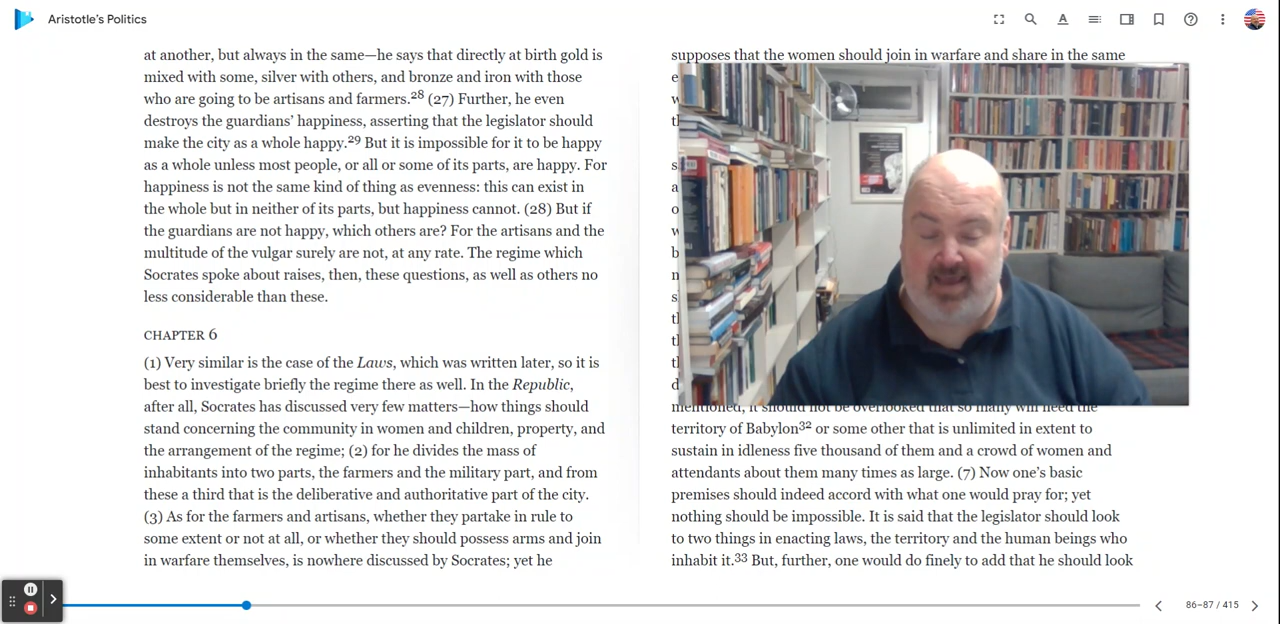 Aristotle's Politics
at another, but always in the same—he says that directly at birth gold is
mixed with some, silver with others, and bronze and iron with those
who are going to be artisans and farmers.28 (27) Further, he even
destroys the guardians' happiness, asserting that the legislator should
make the city as a whole happy.29 But it is impossible for it to be happy
as a whole unless most people, or all or some of its parts, are happy. For
happiness is not the same kind of thing as evenness: this can exist in
the whole but in neither of its parts, but happiness cannot. (28) But if
the guardians are not happy, which others are? For the artisans and the
multitude of the vulgar surely are not, at any rate. The regime which
Socrates spoke about raises, then, these questions, as well as others no
less considerable than these.
CHAPTER 6
(1) Very similar is the case of the Laws, which was written later, so it is
best to investigate briefly the regime there as well. In the Republic,
after all, Socrates has discussed very few matters—how things should
stand concerning the community in women and children, property, and
the arrangement of the regime; (2) for he divides the mass of
inhabitants into two parts, the farmers and the military part, and from
these a third that is the deliberative and authoritative part of the city.
(3) As for the farmers and artisans, whether they partake in rule to
some extent or not at all, or whether they should possess arms and join
in warfare themselves, is nowhere discussed by Socrates; yet he
supposes that the women should join in warfare and share in the same
mentioned, it should not be overlooked that so many will need the
territory of Babylon32 or some other that is unlimited in extent to
sustain in idleness five thousand of them and a crowd of women and
attendants about them many times as large. (7) Now one's basic
premises should indeed accord with what one would pray for; yet
nothing should be impossible. It is said that the legislator should look
to two things in enacting laws, the territory and the human beings who
inhabit it.33 But, further, one would do finely to add that he should look
86–87 / 415